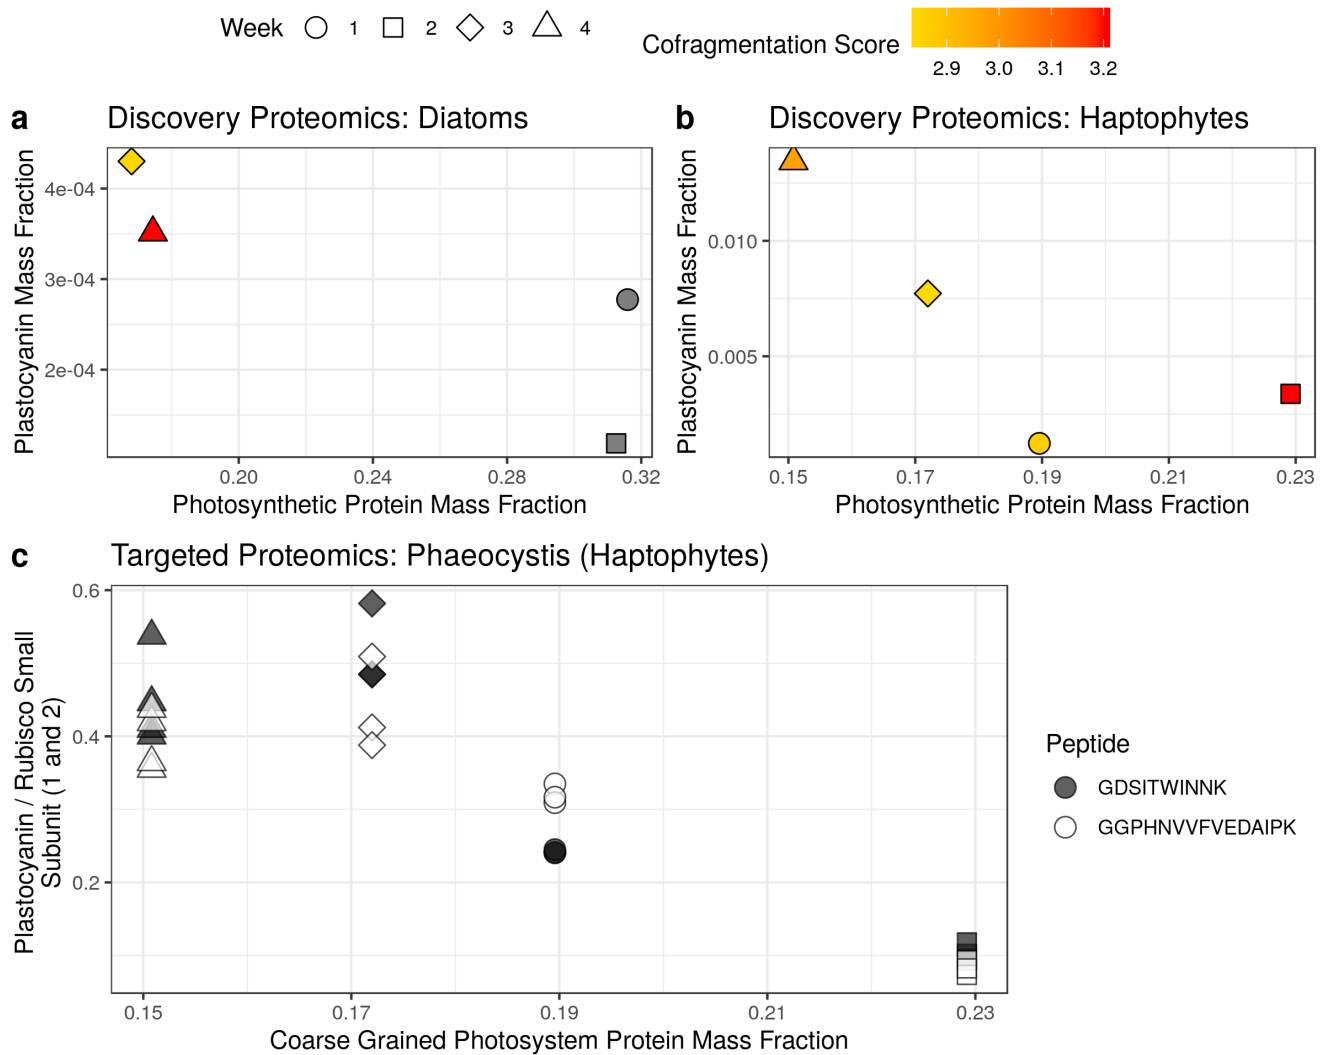 Week 1 2 3 4
Cofragmentation Score
2.9 3.0 3.1 3.2
a Discovery Proteomics: Diatoms
Plastocyanin Mass Fraction
4e-04
3e-04
2e-04
0.20 0.24 0.28 0.32
Photosynthetic Protein Mass Fraction
b Discovery Proteomics: Haptophytes
Plastocyanin Mass Fraction
0.010
0.005
0.15 0.17 0.19 0.21 0.23
Photosynthetic Protein Mass Fraction
c Targeted Proteomics: Phaeocystis (Haptophytes)
Plastocyanin / Rubisco Small
Subunit (1 and 2)
0.6
0.4
0.2
0.15 0.17 0.19 0.21 0.23
Coarse Grained Photosystem Protein Mass Fraction
Peptide
GDSITWINNK
GGPHNVVFVEDAIPK